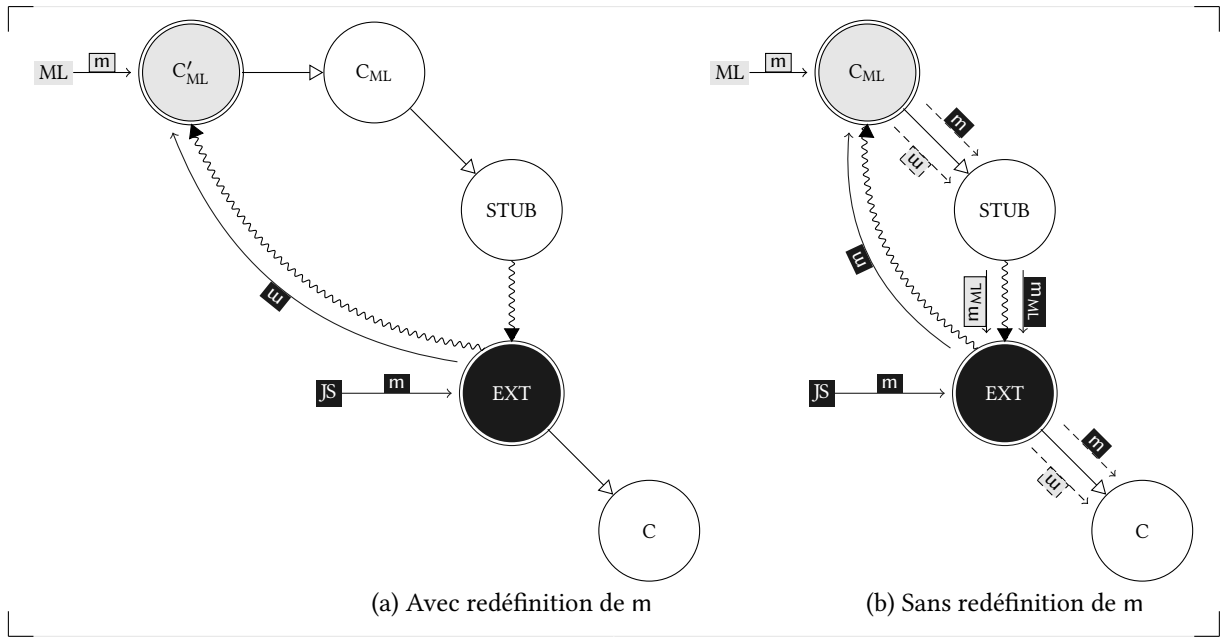 ML
m
C′ML
CML
STUB
m
JS
m
EXT
C
(a) Avec redéfinition de m
ML
m
CML
m
m
STUB
m
mML
mML
JS
m
EXT
m
m
C
(b) Sans redéfinition de m